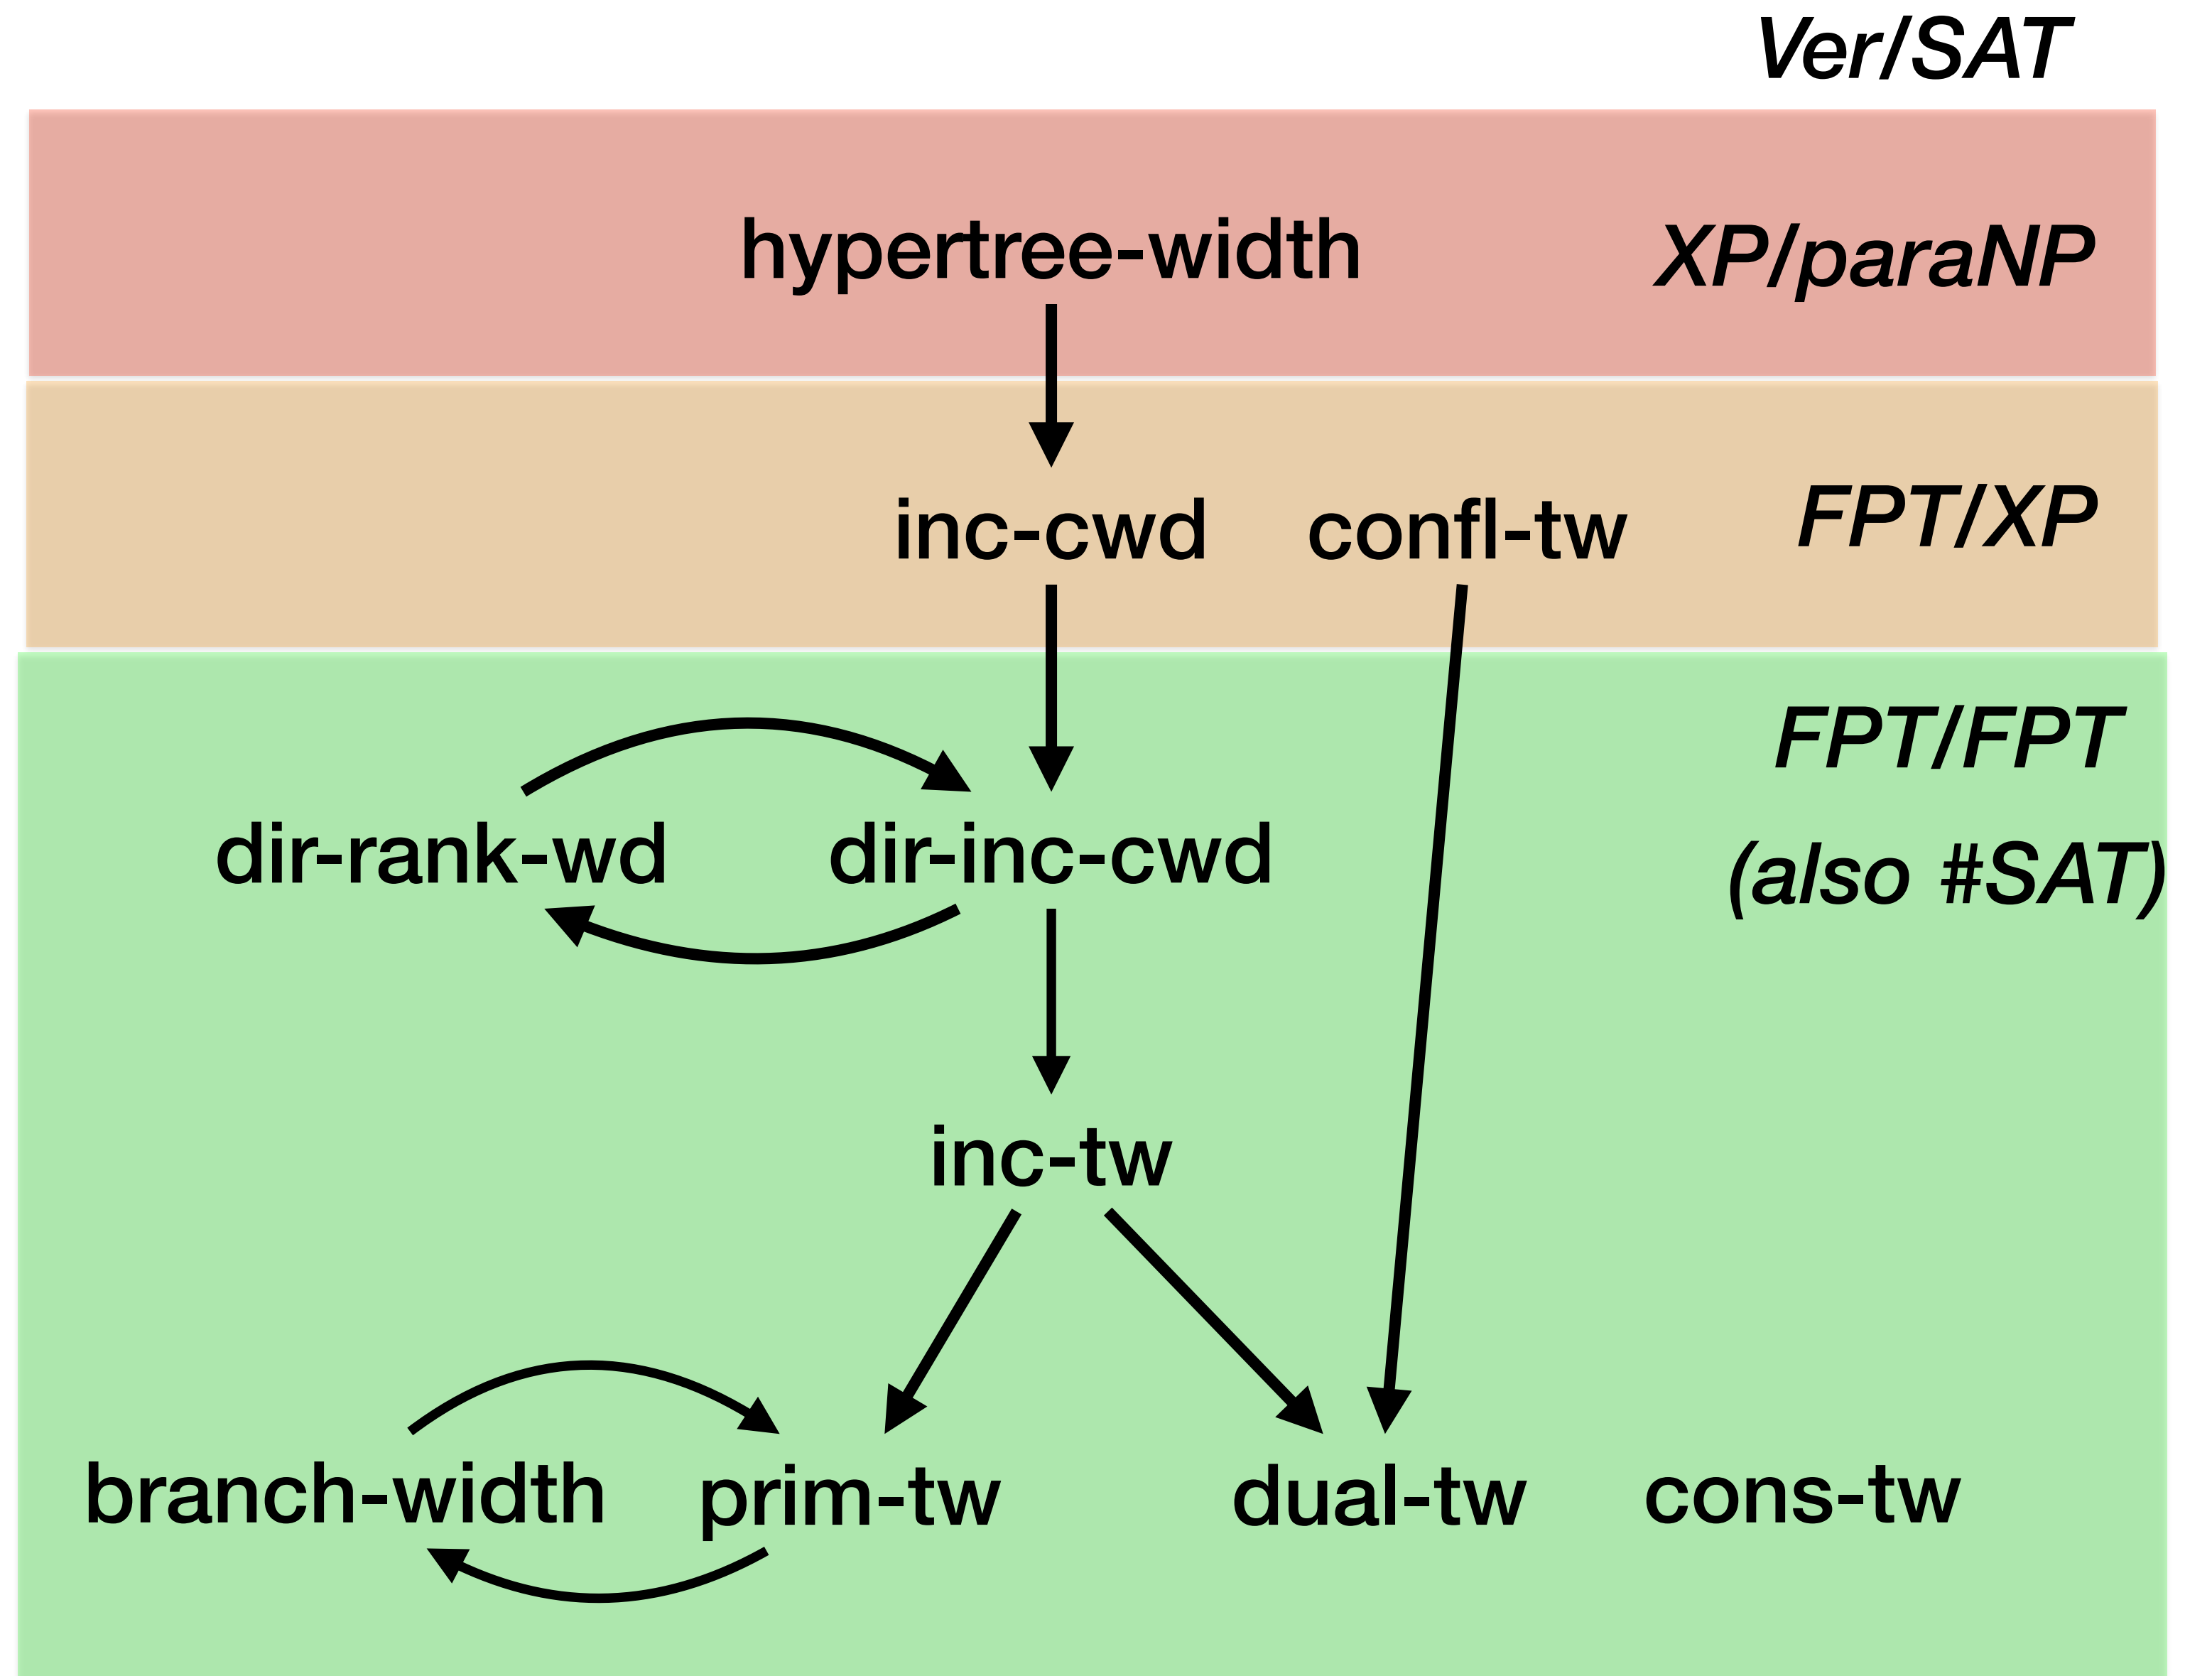 Ver/SAT
hypertree-width
XP/paraNP
inc-cwd
confl-tw
FPT/XP
FPT/FPT
dir-rank-wd
dir-inc-cwd
(also #SAT)
inc-tw
branch-width
prim-tw
dual-tw
cons-tw